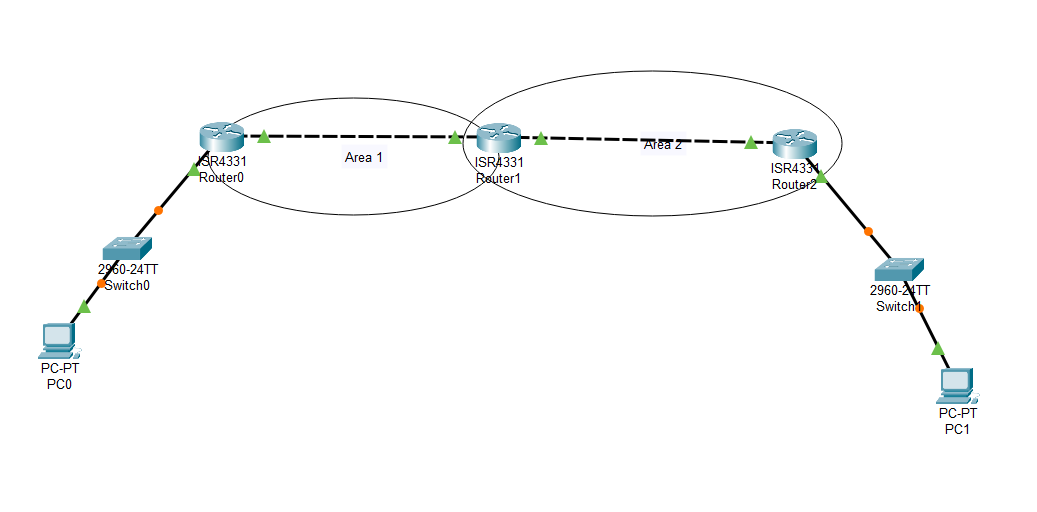 Area 1
Area 2
ISR4331
Router0
ISR4331
Router1
ISR4331
Router2
2960-24TT
Switch0
2960-24TT
Switch1
PC-PT
PC0
PC-PT
PC1